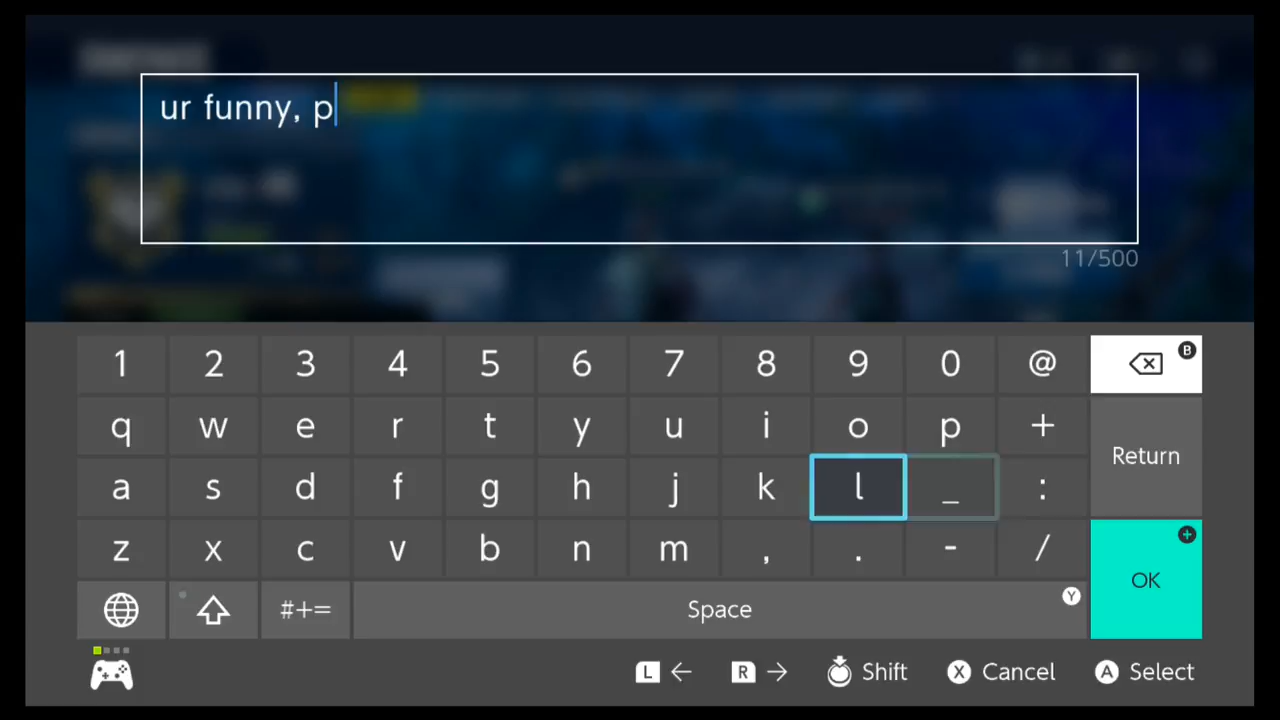 ur funny, p
11/500
1 2 3 4 5 6 7 8 9 0 @ B
q w e r t y u i o p +
Return
a s d f g h j k l _ :
z x c v b n m , . - /
OK
#+= Space Y
L ← R → Shift X Cancel A Select